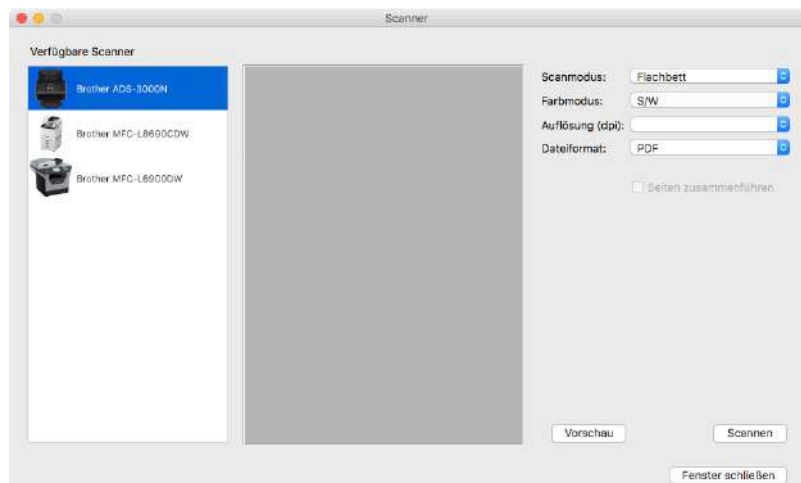 Scanner
Verfügbare Scanner
Brother ADS-3000N
Brother MFC-L8690CDW
Brother MFC-L6900DW
Scanmodus: Flachbett
Farbmodus: S/W
Auflösung (dpi):
Dateiformat: PDF
Seiten zusammenführen
Vorschau
Scannen
Fenster schließen